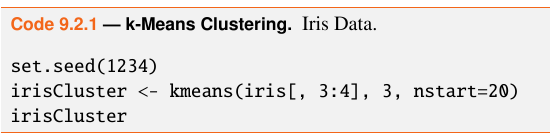 Code 9.2.1 — k-Means Clustering. Iris Data.
set.seed(1234)
irisCluster <- kmeans(iris[, 3:4], 3, nstart=20)
irisCluster